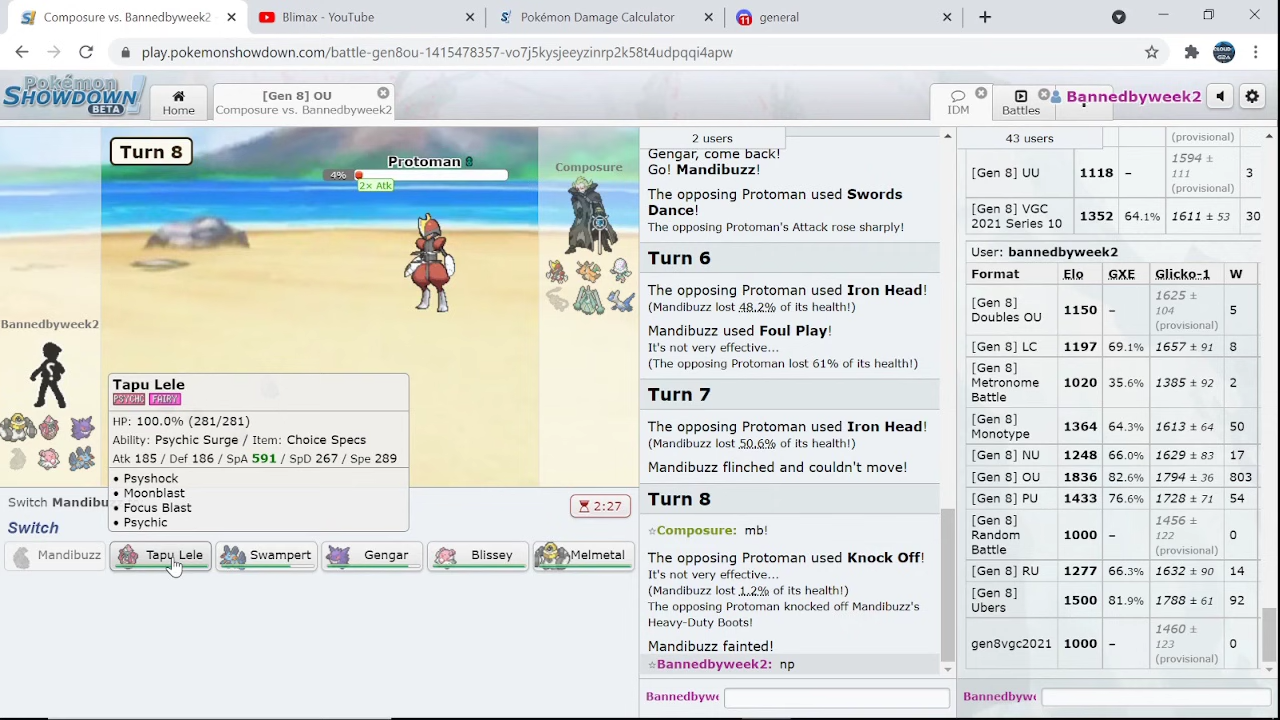 Composure vs. Bannedbyweek2
Blimax - YouTube
Pokémon Damage Calculator
11
general
play.pokemonshowdown.com/battle-gen8ou-1415478357-vo7j5kysjeeyzinrp2k58t4udpqqi4apw
Pokémon
SHOWDOWN!
BETA
Home
[Gen 8] OU
Composure vs. Bannedbyweek2
IDM
Battles
Bannedbyweek2
Turn 8
Protoman
4%
2× Atk
Composure
Bannedbyweek2
Tapu Lele
PSYCHC FAIRY
HP: 100.0% (281/281)
Ability: Psychic Surge / Item: Choice Specs
Atk 185 / Def 186 / SpA 591 / SpD 267 / Spe 289
• Psyshock
• Moonblast
• Focus Blast
• Psychic
Switch Mandibu
2:27
Switch
Mandibuzz
Tapu Lele
Swampert
Gengar
Blissey
Melmetal
2 users
Gengar, come back!
Go! Mandibuzz!
The opposing Protoman used Swords
Dance!
The opposing Protoman's Attack rose sharply!
Turn 6
The opposing Protoman used Iron Head!
(Mandibuzz lost 48.2% of its health!)
Mandibuzz used Foul Play!
It's not very effective...
(The opposing Protoman lost 61% of its health!)
Turn 7
The opposing Protoman used Iron Head!
(Mandibuzz lost 50.6% of its health!)
Mandibuzz flinched and couldn't move!
Turn 8
☆Composure: mb!
The opposing Protoman used Knock Off!
It's not very effective...
(Mandibuzz lost 1.2% of its health!)
The opposing Protoman knocked off Mandibuzz's
Heavy-Duty Boots!
Mandibuzz fainted!
☆Bannedbyweek2: np
Bannedbywe
43 users
(provisional)
[Gen 8] UU 1118 – 1594 ± 111 (provisional) 3
[Gen 8] VGC 2021 Series 10 1352 64.1% 1611 ± 53 30
User: bannedbyweek2
Format Elo GXE Glicko-1 W
[Gen 8] Doubles OU 1150 – 1625 ± 104 (provisional) 5
[Gen 8] LC 1197 69.1% 1657 ± 91 8
[Gen 8] Metronome Battle 1020 35.6% 1385 ± 92 2
[Gen 8] Monotype 1364 64.3% 1613 ± 64 50
[Gen 8] NU 1248 66.0% 1629 ± 83 17
[Gen 8] OU 1836 82.6% 1794 ± 36 803
[Gen 8] PU 1433 76.6% 1728 ± 71 54
[Gen 8] Random Battle 1000 – 1456 ± 122 (provisional) 0
[Gen 8] RU 1277 66.3% 1632 ± 90 14
[Gen 8] Ubers 1500 81.9% 1788 ± 61 92
gen8vgc2021 1000 – 1460 ± 123 (provisional) 0
Bannedbywe